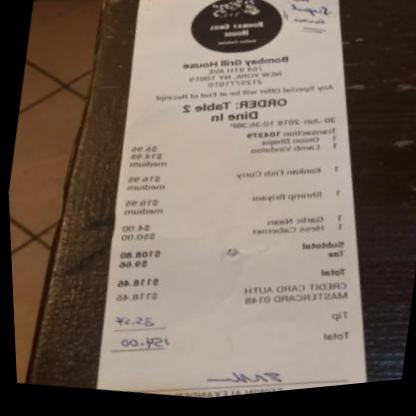 BOMBAY GRILL
HOUSE
Bombay Grill House
764 9TH AVE
NEW YORK, NY 10019
2129771010
Any Special Offer will be at End of Receipt
ORDER: Table 2
Dine In
30-Jun-2018 10:36:38P
Transaction 104379
1 Onion Bhajia $5.95
1 Lamb Vindaloo $14.95
medium
1 Konkan Fish Curry $16.95
medium
1 Shrimp Briyani $16.95
medium
1 Garlic Naan $4.00
1 Hess Cabernet $50.00
Subtotal $108.80
Tax $9.66
Total $118.46
CREDIT CARD AUTH $118.46
MASTERCARD 0148
Tip 35.54
Total 154.00